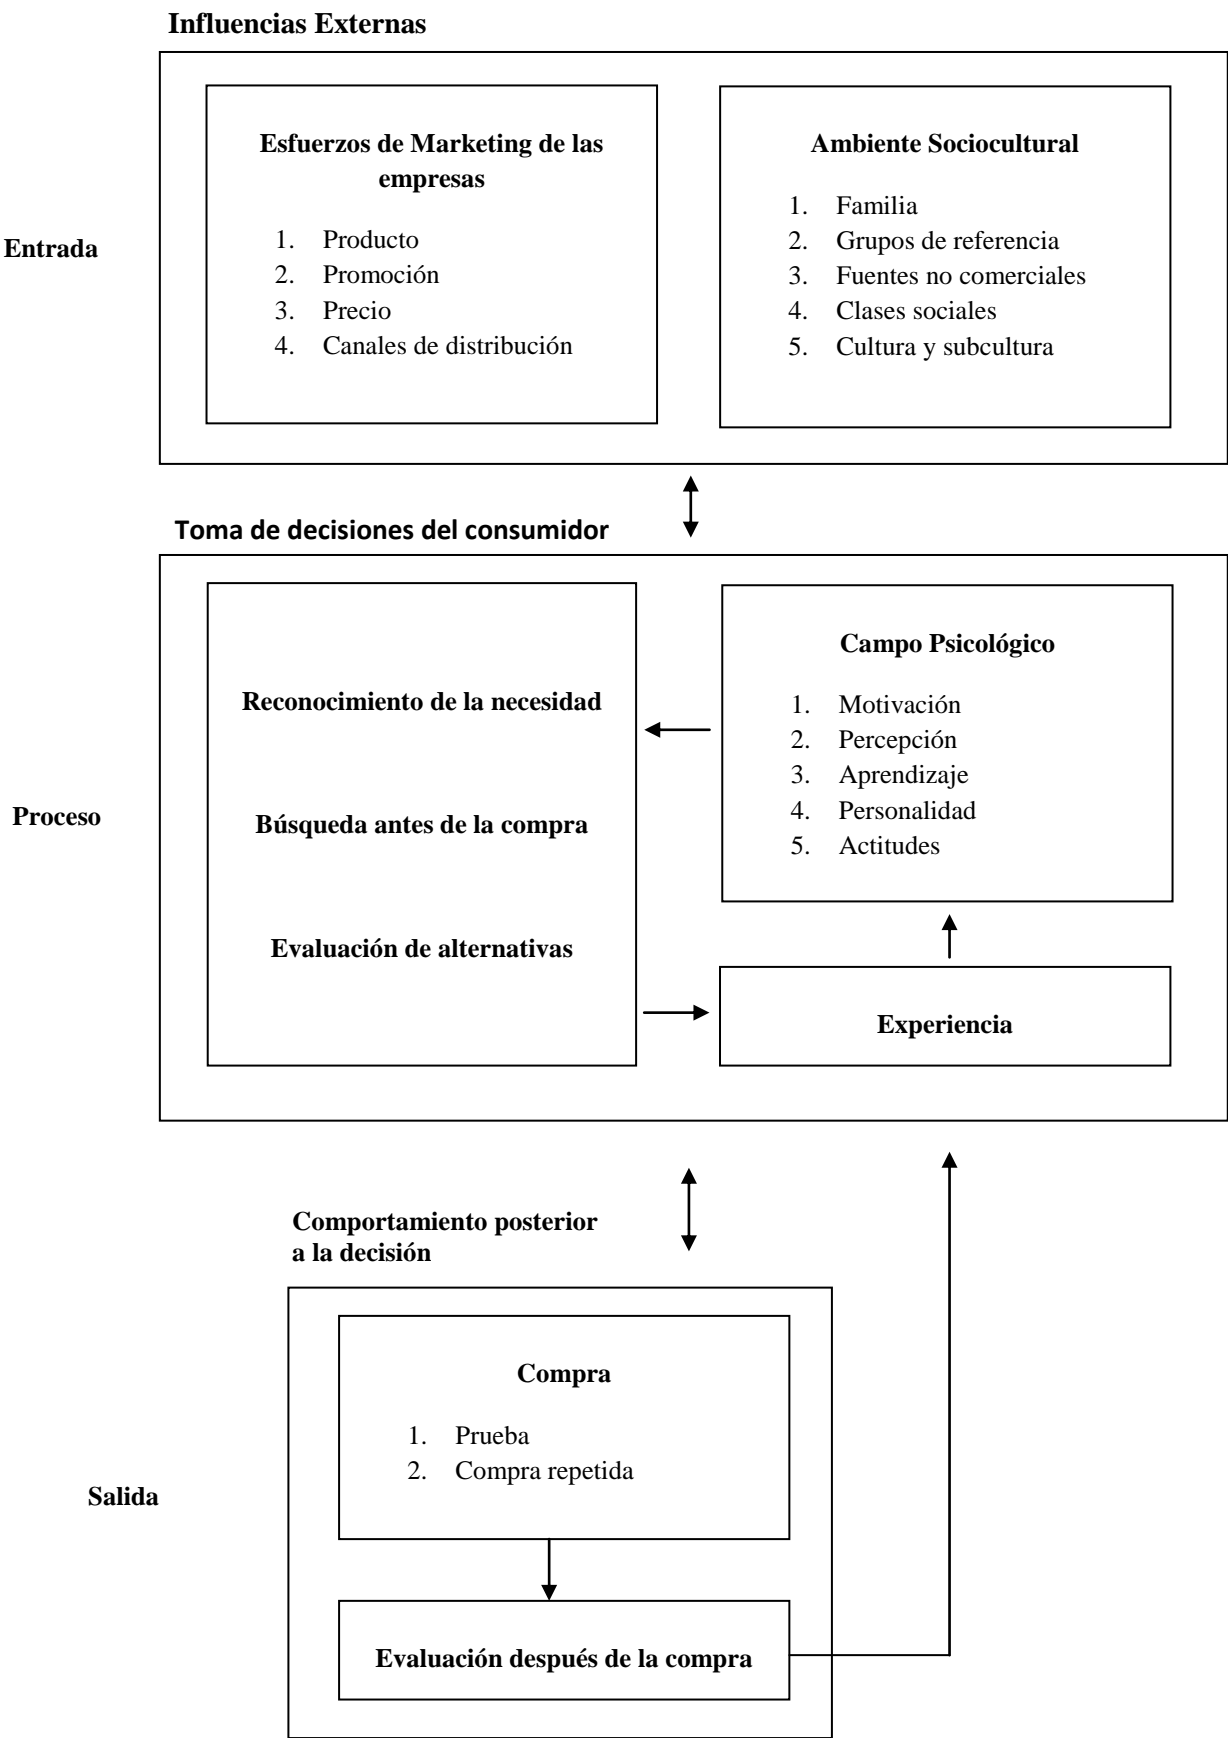 Influencias Externas
Esfuerzos de Marketing de las
empresas
1. Producto
2. Promoción
3. Precio
4. Canales de distribución
Ambiente Sociocultural
1. Familia
2. Grupos de referencia
3. Fuentes no comerciales
4. Clases sociales
5. Cultura y subcultura
Entrada
Toma de decisiones del consumidor
Reconocimiento de la necesidad
Búsqueda antes de la compra
Evaluación de alternativas
Campo Psicológico
1. Motivación
2. Percepción
3. Aprendizaje
4. Personalidad
5. Actitudes
Proceso
Experiencia
Comportamiento posterior
a la decisión
Compra
1. Prueba
2. Compra repetida
Salida
Evaluación después de la compra